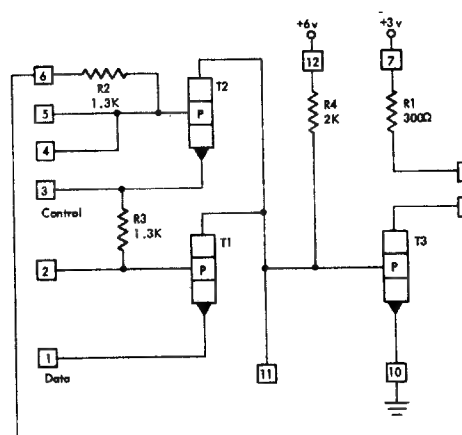 +6v
+3v
12
7
6
R2
1.3K
T2
P
5
4
R4
2K
R1
300Ω
3
Control
R3
1.3K
T1
P
2
T3
P
1
Data
11
10